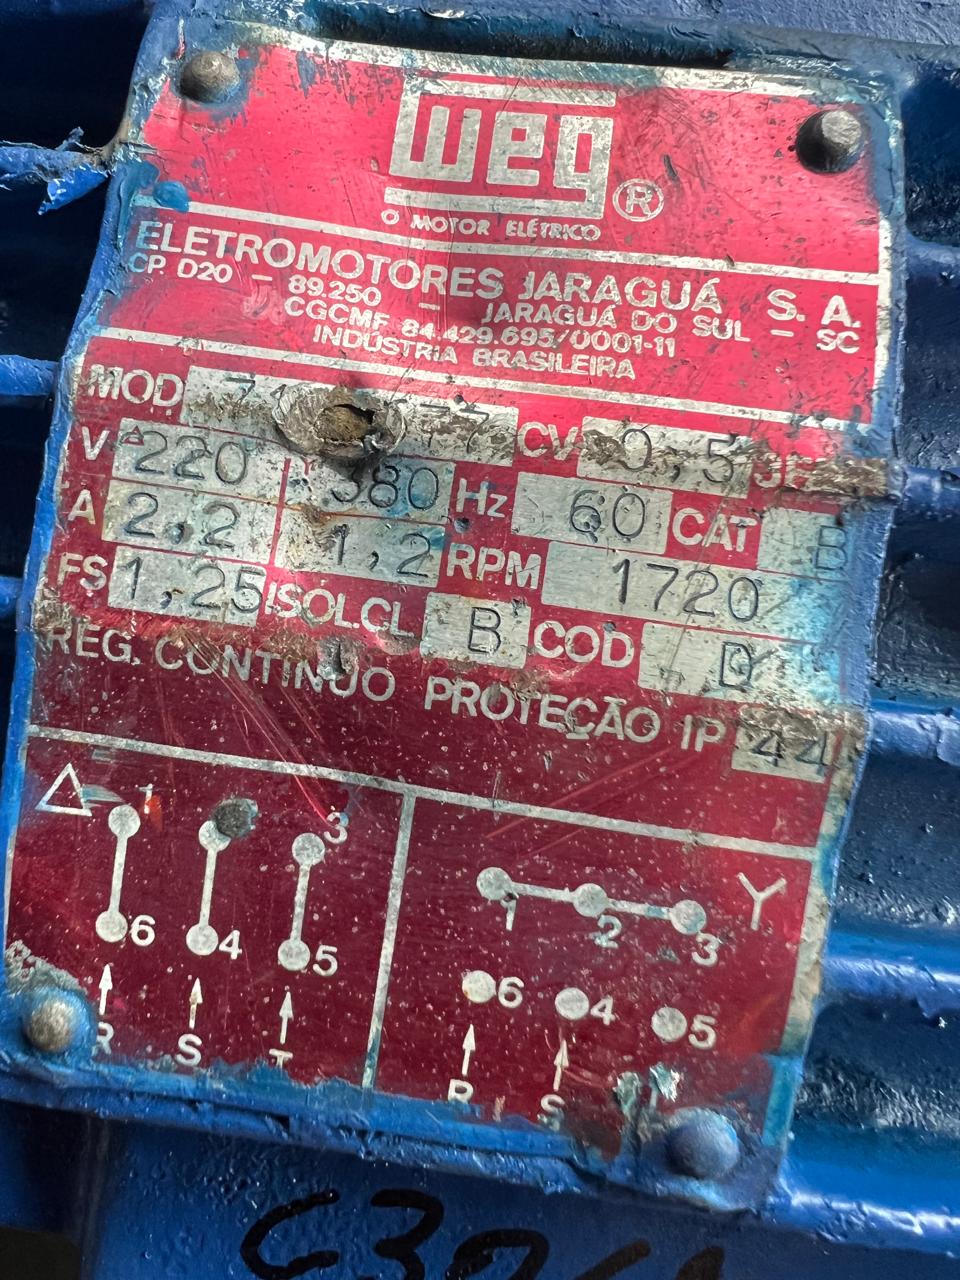 weg ®
O MOTOR ELÉTRICO
ELETROMOTORES JARAGUÁ S. A.
CP. D20 – 89.250 – JARAGUÁ DO SUL – SC
CGCMF 84.429.695/0001-11
INDÚSTRIA BRASILEIRA
MOD 77 CV 0,5
V 220 380 Hz 60 CAT B
A 2,2 1,2 RPM 1720
FS 1,25 ISOL.CL B COD
REG. CONTINUO PROTEÇÃO IP 44
△ 1 3 1 2 3 Y
6 4 5 6 4 5
R S T R S